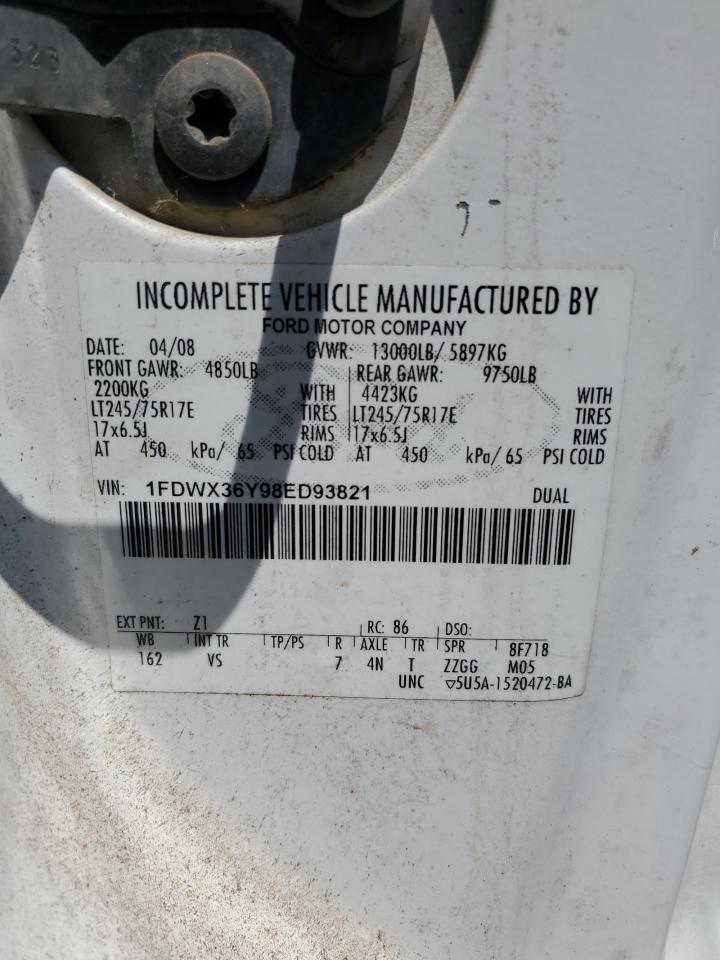 323
INCOMPLETE VEHICLE MANUFACTURED BY
FORD MOTOR COMPANY
DATE: 04/08 GVWR: 13000LB/ 5897KG
FRONT GAWR: 4850LB REAR GAWR: 9750LB
2200KG WITH 4423KG WITH
LT245/75R17E TIRES LT245/75R17E TIRES
17x6.5J RIMS 17x6.5J RIMS
AT 450 kPa/ 65 PSI COLD AT 450 kPa/ 65 PSI COLD
VIN: 1FDWX36Y98ED93821 DUAL
EXT PNT: Z1 RC: 86 DSO:
WB INT TR TP/PS R AXLE TR SPR 8F718
162 VS 7 4N T ZZGG M05
UNC ▽5U5A-1520472-BA